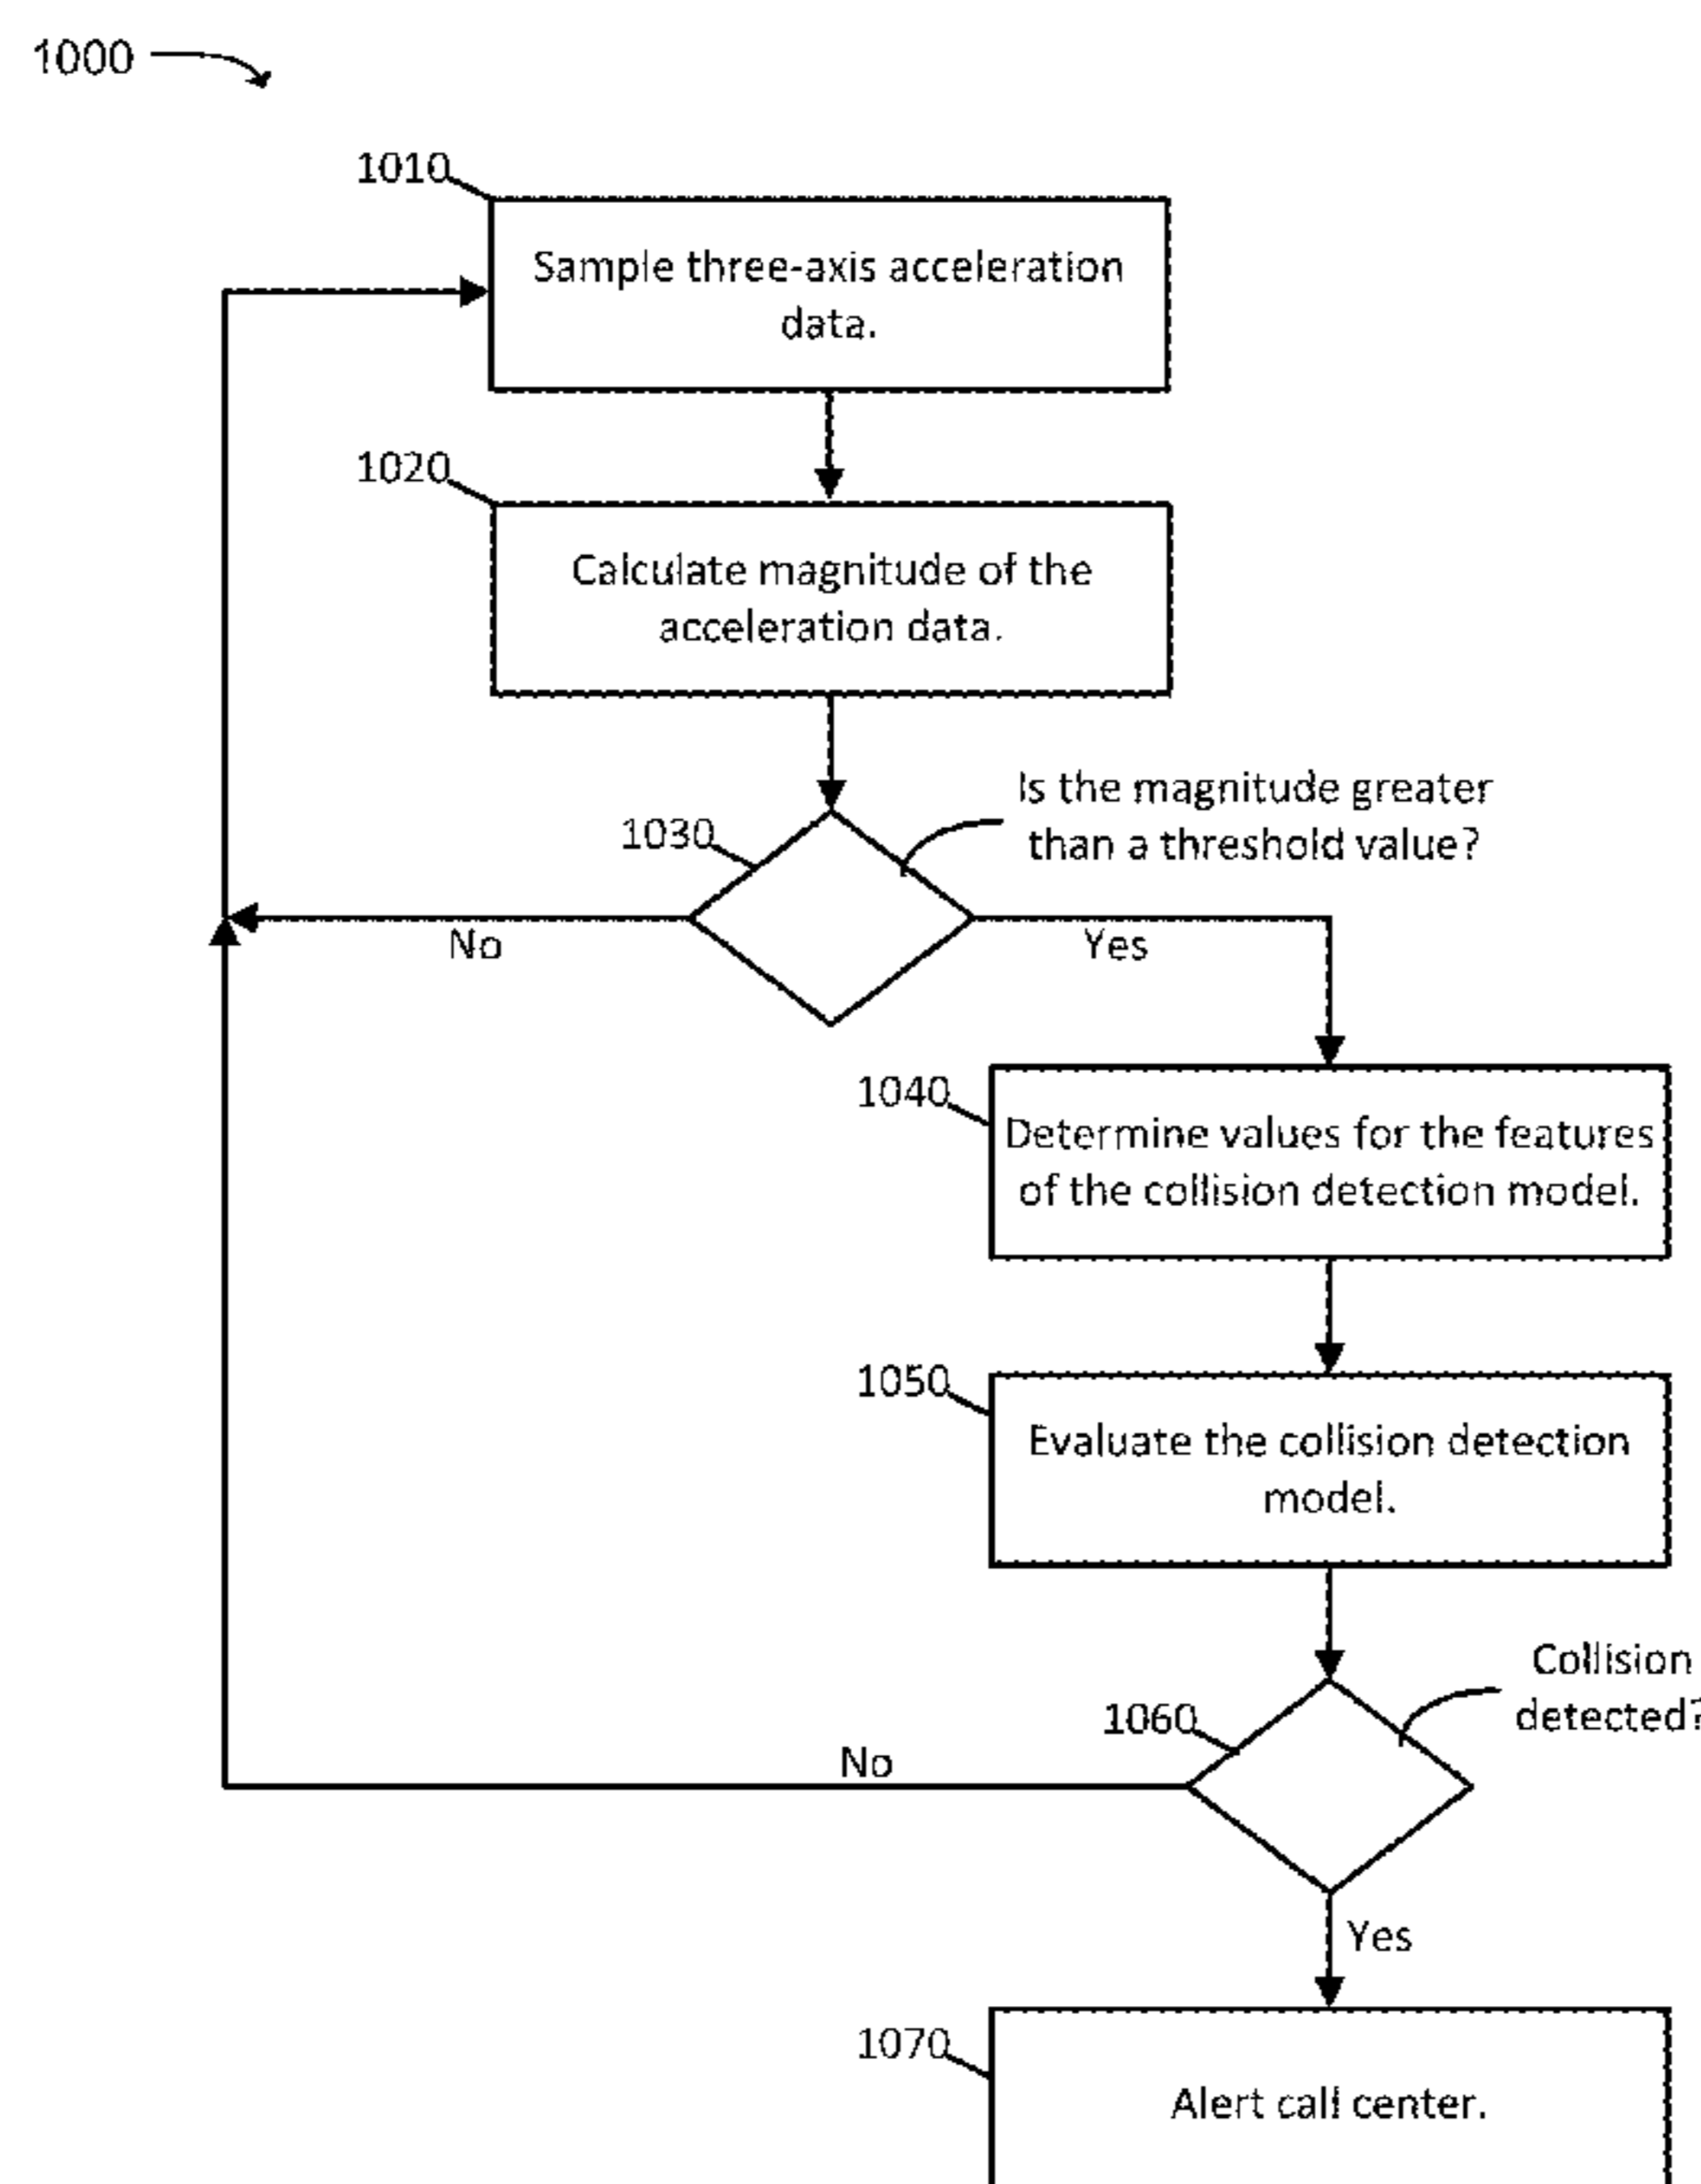 1000
1010
Sample three-axis acceleration
data.
1020
Calculate magnitude of the
acceleration data.
Is the magnitude greater
than a threshold value?
1030
No
Yes
1040
Determine values for the features
of the collision detection model.
1050
Evaluate the collision detection
model.
Collision
detected?
1060
No
Yes
1070
Alert call center.